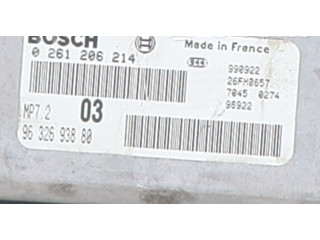 BOSCH
Made in France
0 261 206 214
990922
26FM0657
7045 0274
96922
MP7.2 03
96 326 938 80